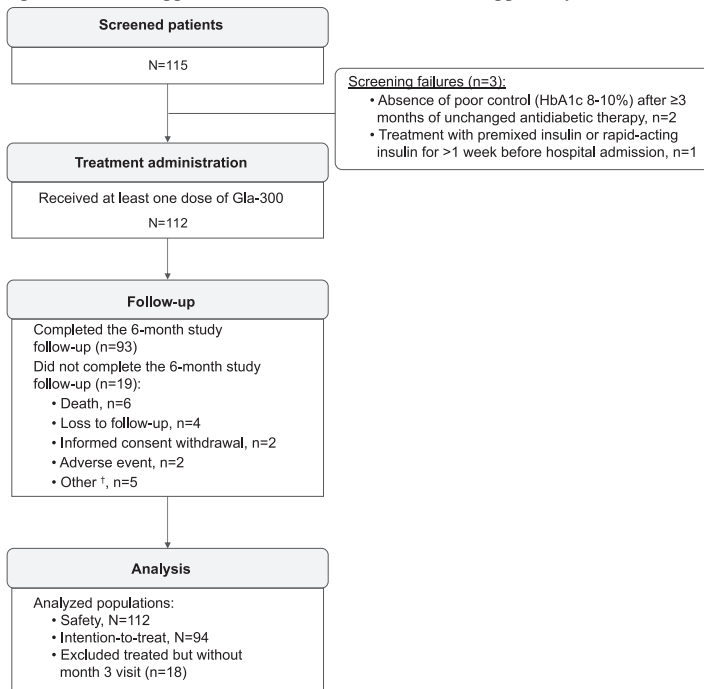 Screened patients
N=115
Screening failures (n=3):
• Absence of poor control (HbA1c 8-10%) after ≥3
months of unchanged antidiabetic therapy, n=2
• Treatment with premixed insulin or rapid-acting
insulin for >1 week before hospital admission, n=1
Treatment administration
Received at least one dose of Gla-300
N=112
Follow-up
Completed the 6-month study
follow-up (n=93)
Did not complete the 6-month study
follow-up (n=19):
• Death, n=6
• Loss to follow-up, n=4
• Informed consent withdrawal, n=2
• Adverse event, n=2
• Other †, n=5
Analysis
Analyzed populations:
• Safety, N=112
• Intention-to-treat, N=94
• Excluded treated but without
month 3 visit (n=18)